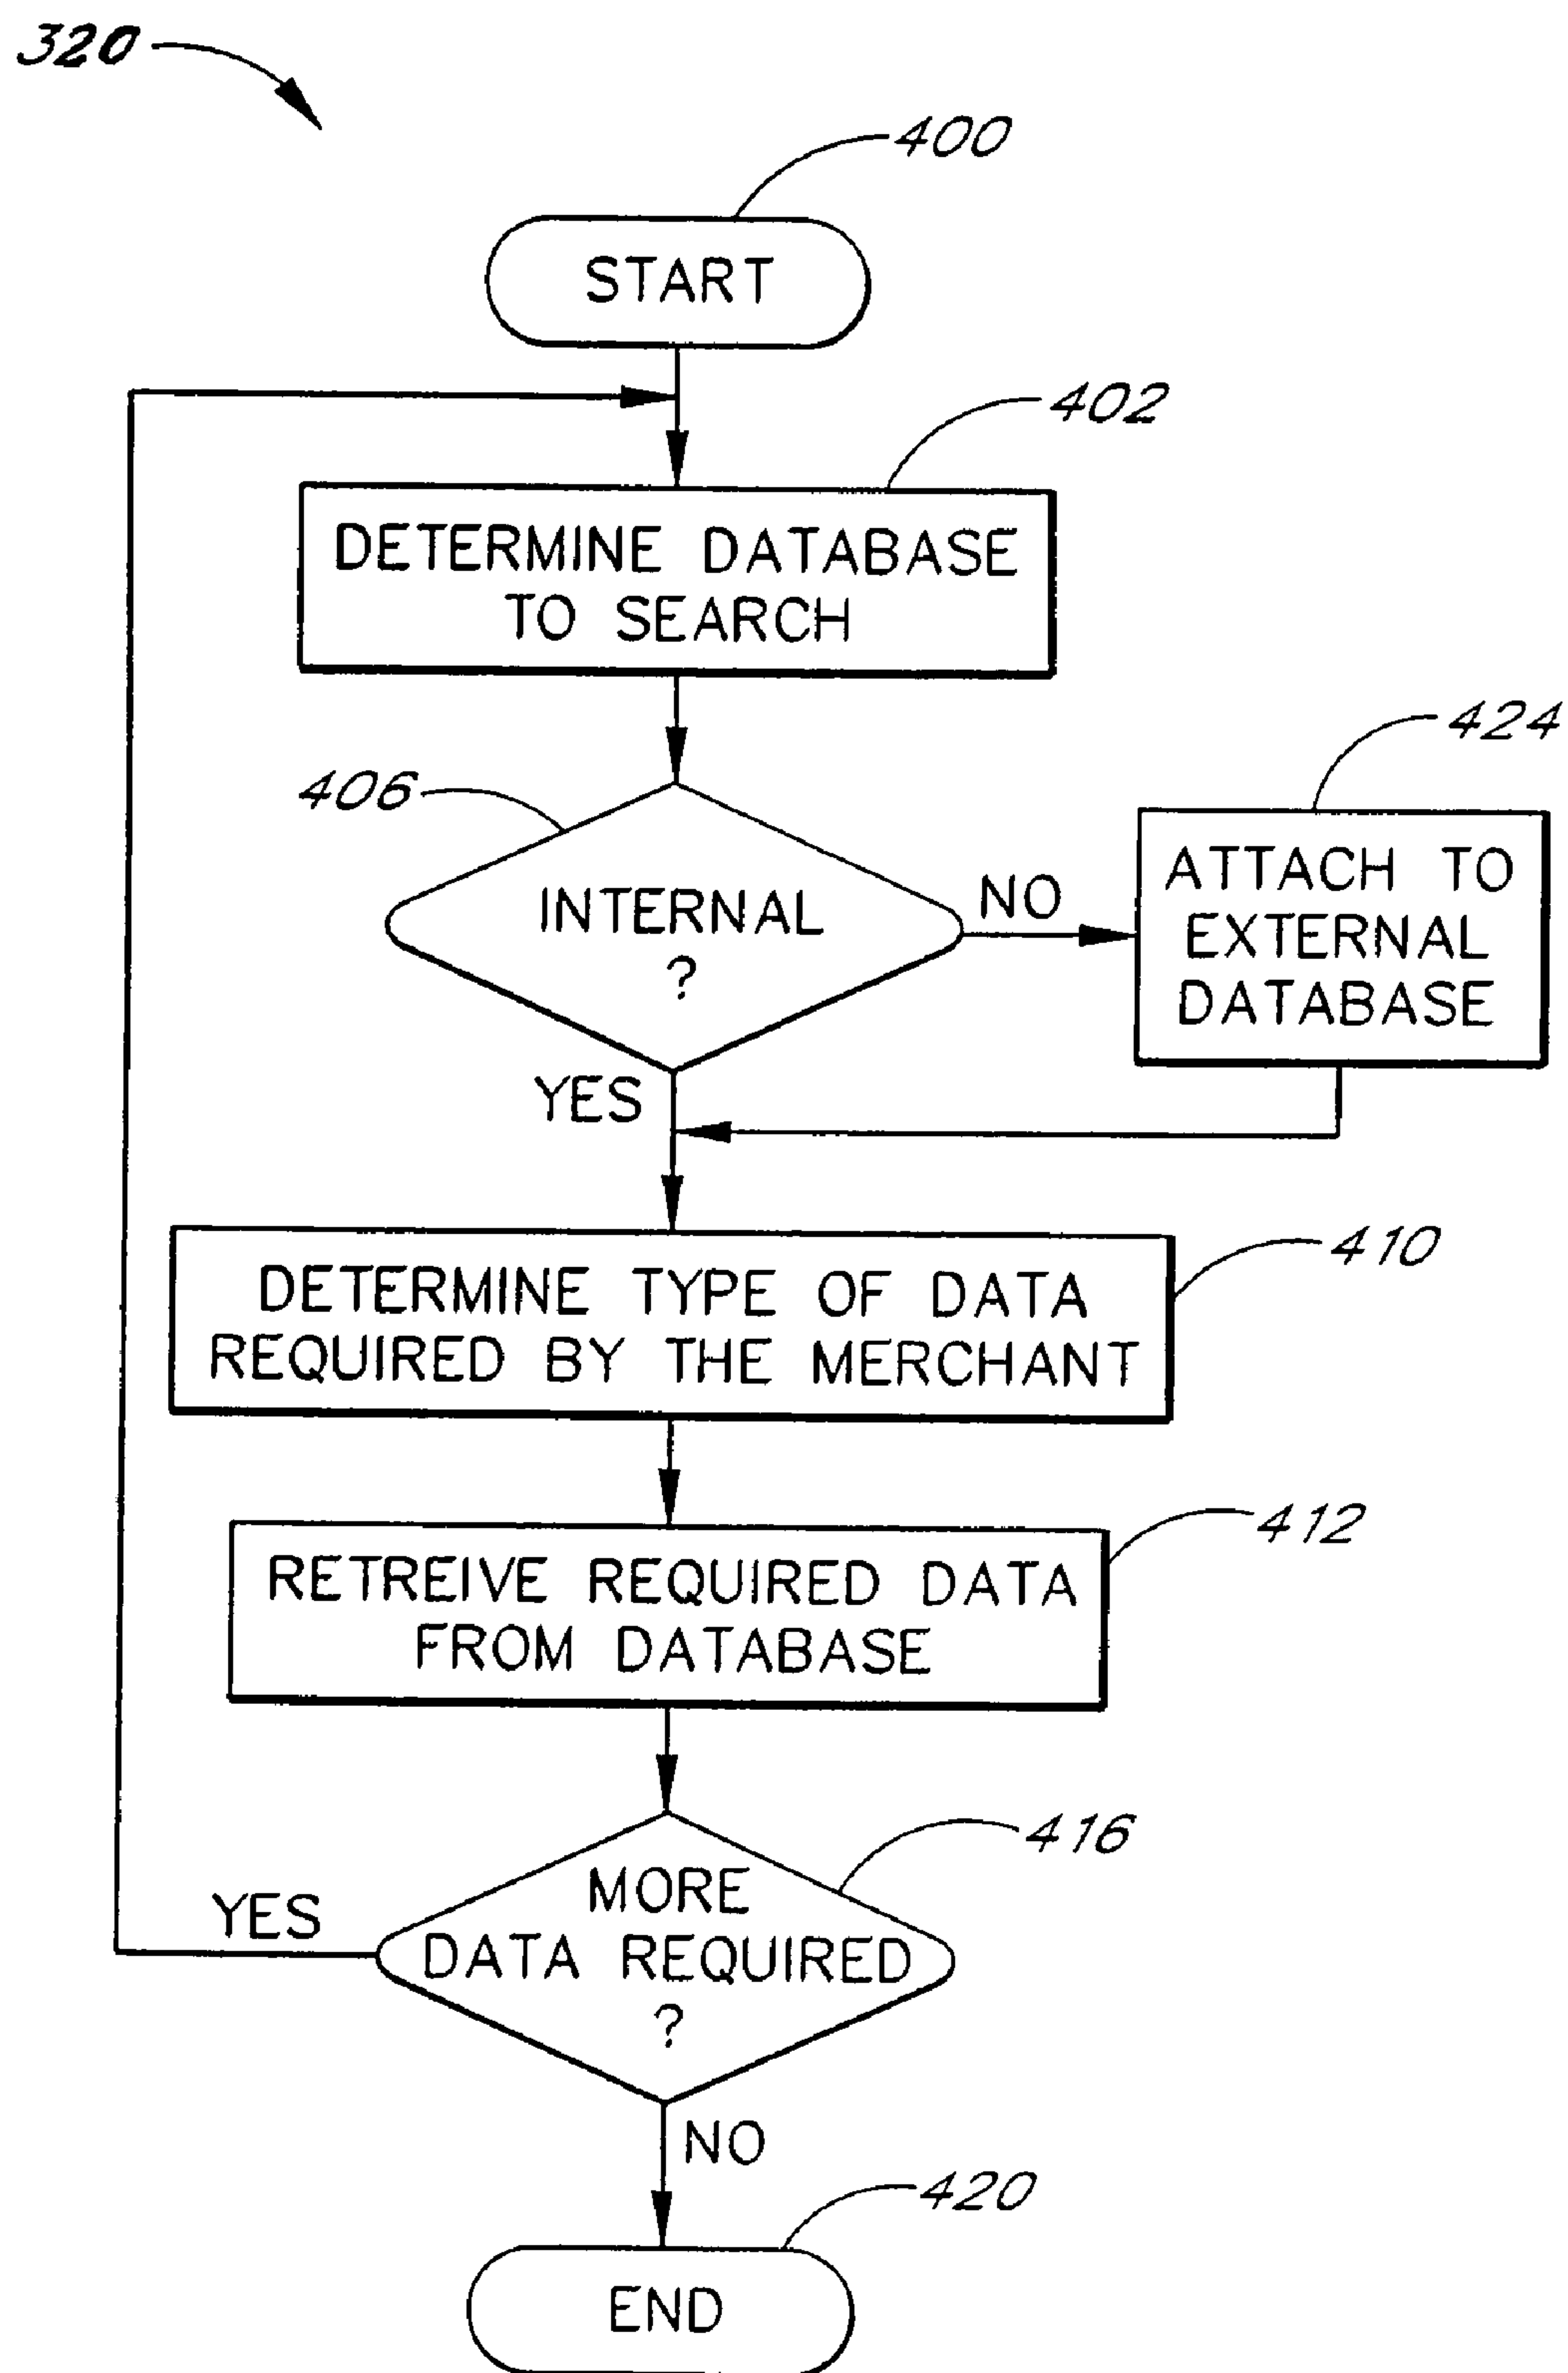 320
400
START
402
DETERMINE DATABASE
TO SEARCH
406
INTERNAL
?
NO
424
ATTACH TO
EXTERNAL
DATABASE
YES
410
DETERMINE TYPE OF DATA
REQUIRED BY THE MERCHANT
412
RETREIVE REQUIRED DATA
FROM DATABASE
416
MORE
DATA REQUIRED
?
YES
NO
420
END